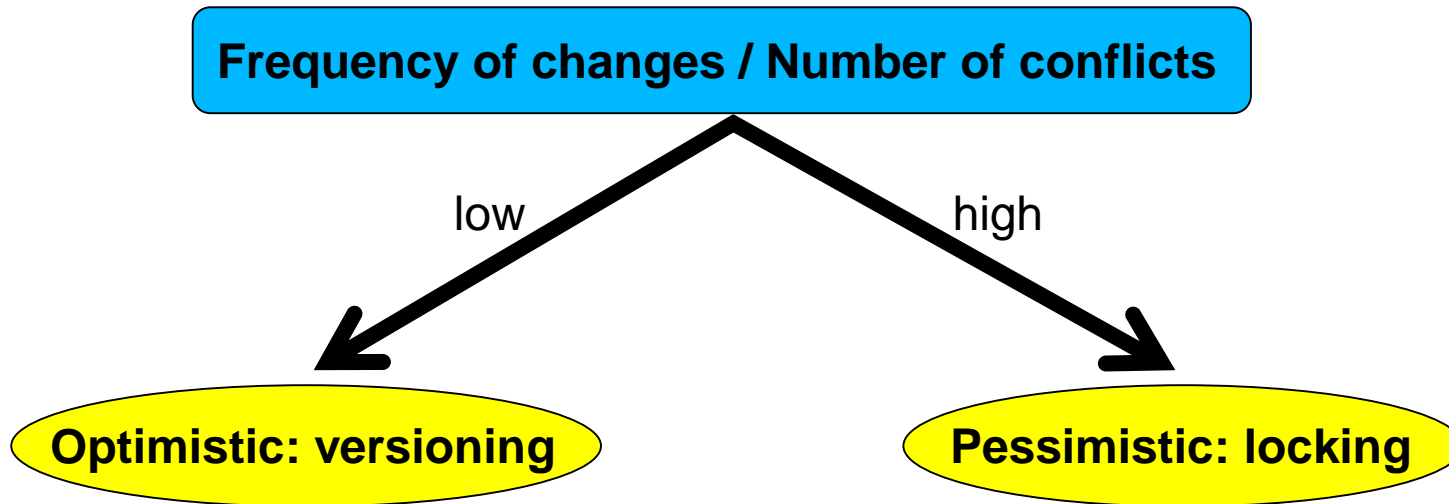 Frequency of changes / Number of conflicts
low
high
Optimistic: versioning
Pessimistic: locking